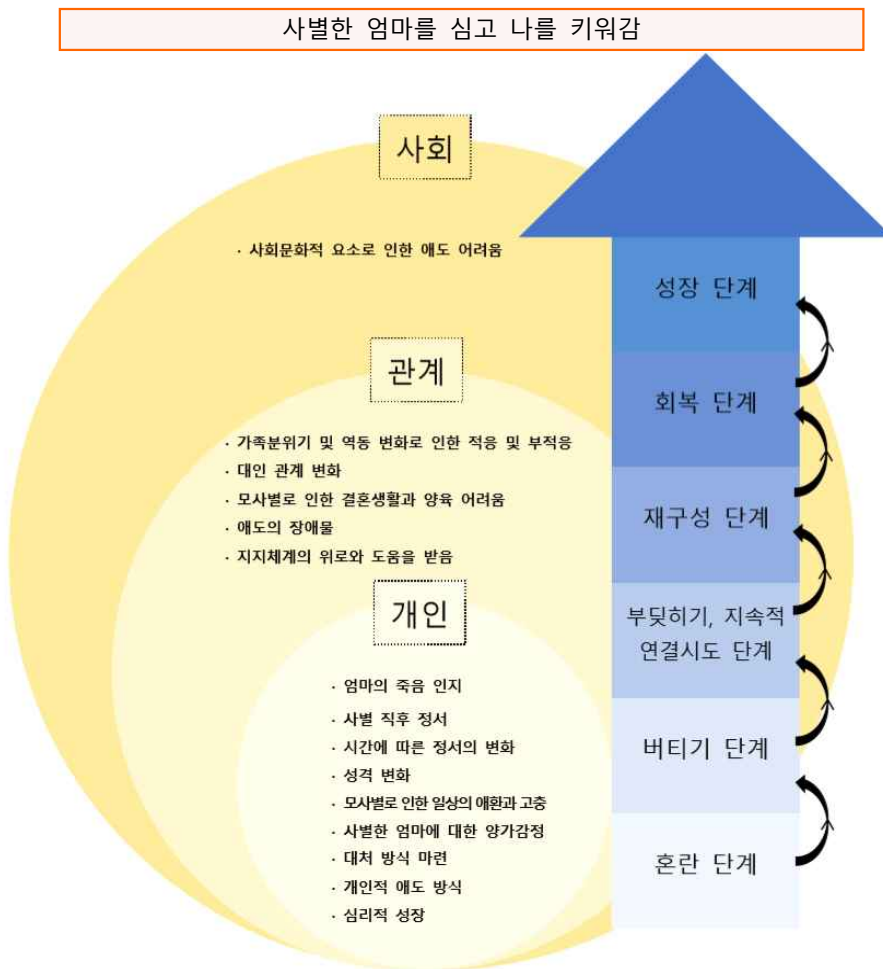 사별한 엄마를 심고 나를 키워감
사회
· 사회문화적 요소로 인한 애도 어려움
관계
· 가족분위기 및 역동 변화로 인한 적응 및 부적응
· 대인 관계 변화
· 모사별로 인한 결혼생활과 양육 어려움
· 애도의 장애물
· 지지체계의 위로와 도움을 받음
개인
· 엄마의 죽음 인지
· 사별 직후 정서
· 시간에 따른 정서의 변화
· 성격 변화
· 모사별로 인한 일상의 애환과 고충
· 사별한 엄마에 대한 양가감정
· 대처 방식 마련
· 개인적 애도 방식
· 심리적 성장
성장 단계
회복 단계
재구성 단계
부딪히기, 지속적
연결시도 단계
버티기 단계
혼란 단계